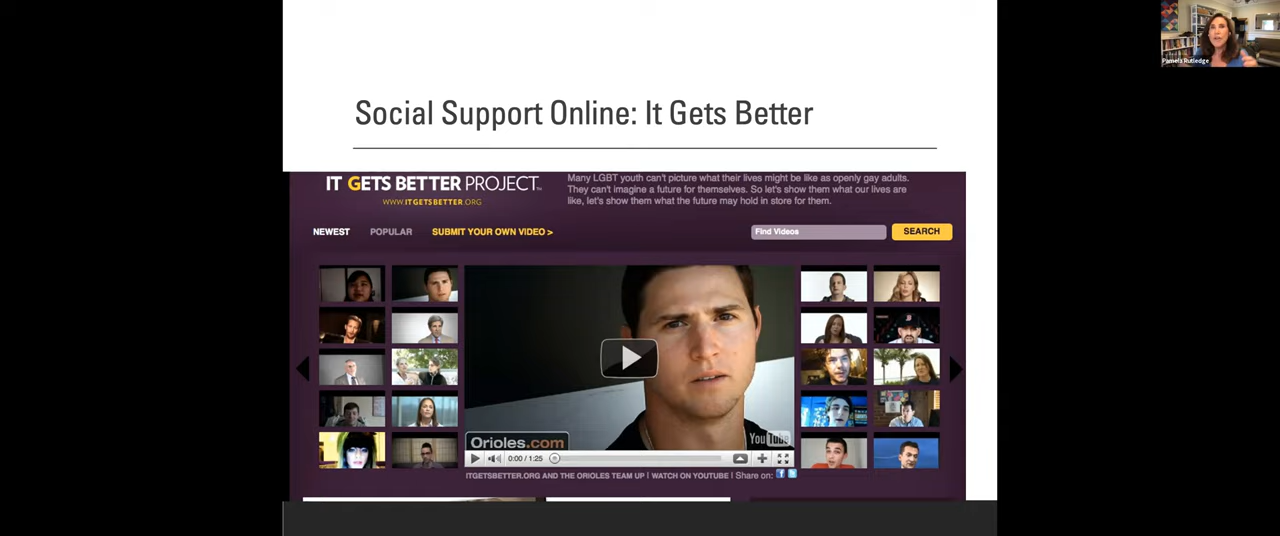 Pamela Rutledge
Social Support Online: It Gets Better
IT GETS BETTER PROJECT™
WWW.ITGETSBETTER.ORG
Many LGBT youth can't picture what their lives might be like as openly gay adults.
They can't imagine a future for themselves. So let's show them what our lives are
like, let's show them what the future may hold in store for them.
NEWEST POPULAR SUBMIT YOUR OWN VIDEO > Find Videos SEARCH
Orioles.com
YouTube
0:00 / 1:25
ITGETSBETTER.ORG AND THE ORIOLES TEAM UP | WATCH ON YOUTUBE | Share on: